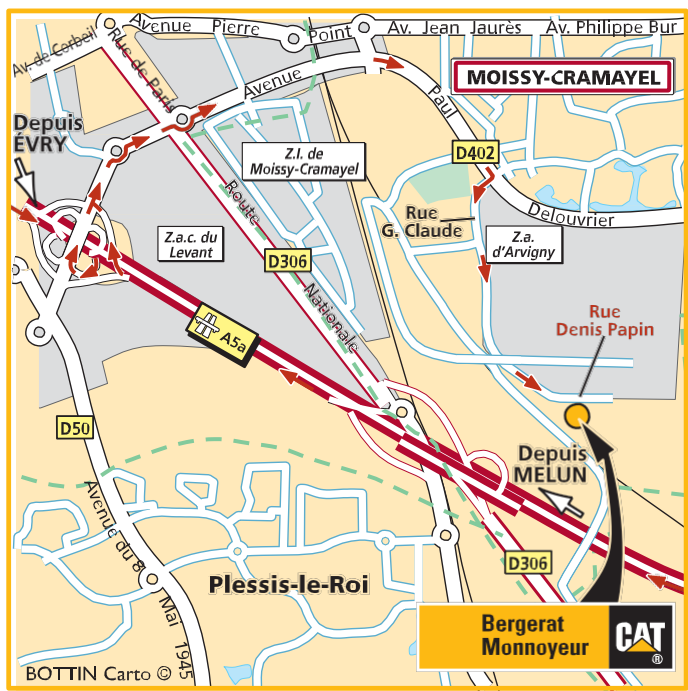 Avenue Pierre Point
Av. Jean Jaurès
Av. Philippe Bur
Av. de Corbeil
Rue de Paris
Avenue Paul Delouvrier
MOISSY-CRAMAYEL
Depuis
ÉVRY
D402
Z.I. de
Moissy-Cramayel
Rue
G. Claude
Z.a.c. du
Levant
Z.a.
d'Arvigny
Route Nationale
D306
Rue
Denis Papin
A5a
D50
Depuis
MELUN
Avenue du 8 Mai 1945
D306
Plessis-le-Roi
Bergerat
Monnoyeur
CAT
®
BOTTIN Carto ©